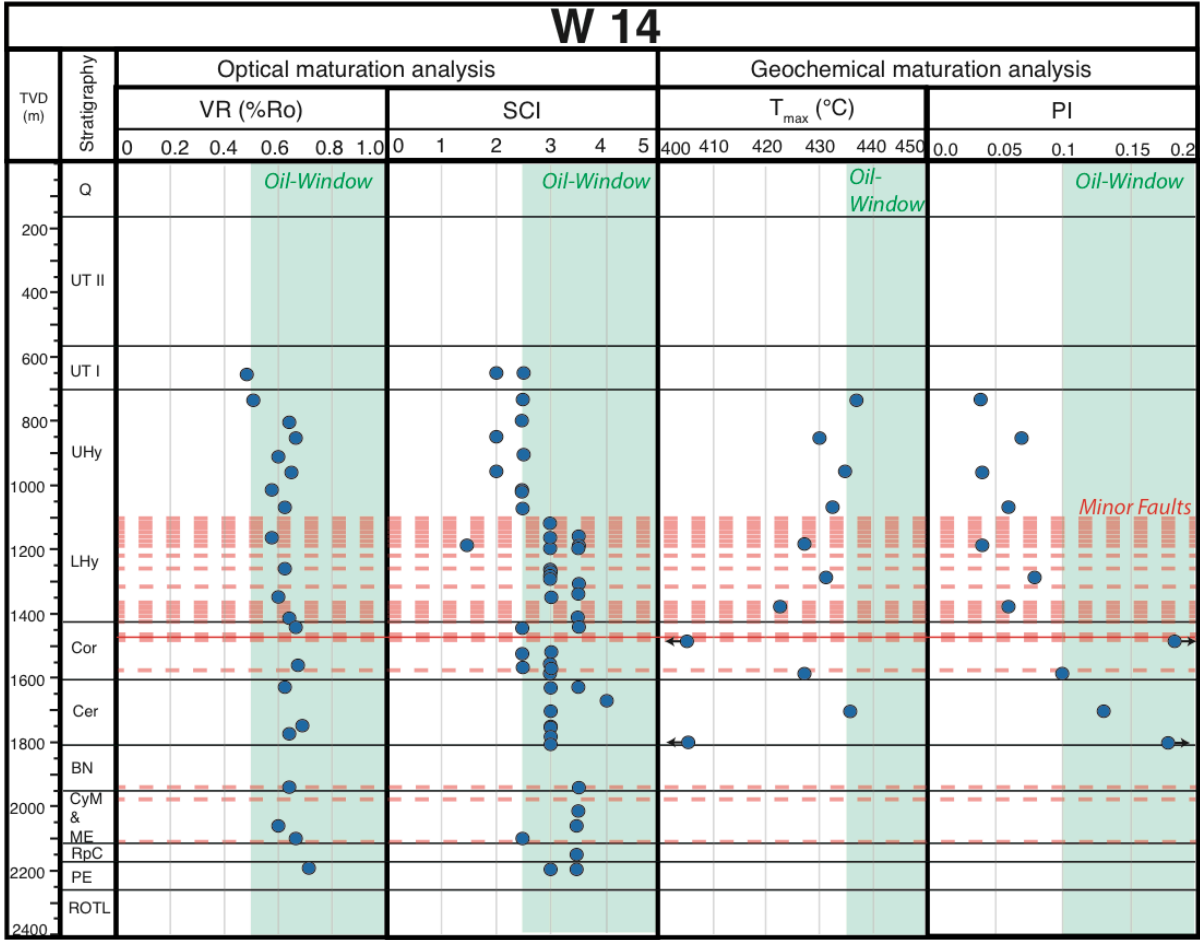 W 14
TVD
(m)
Stratigraphy
Optical maturation analysis
Geochemical maturation analysis
VR (%Ro)
SCI
Tmax (°C)
PI
0 0.2 0.4 0.6 0.8 1.0
0 1 2 3 4 5
400 410 420 430 440 450
0.0 0.05 0.1 0.15 0.2
Oil-Window
Oil-Window
Oil-
Window
Oil-Window
Q
200
UT II
400
600
UT I
800
UHy
1000
Minor Faults
1200
LHy
1400
Cor
1600
Cer
1800
BN
2000
CyM
&
ME
RpC
2200
PE
ROTL
2400